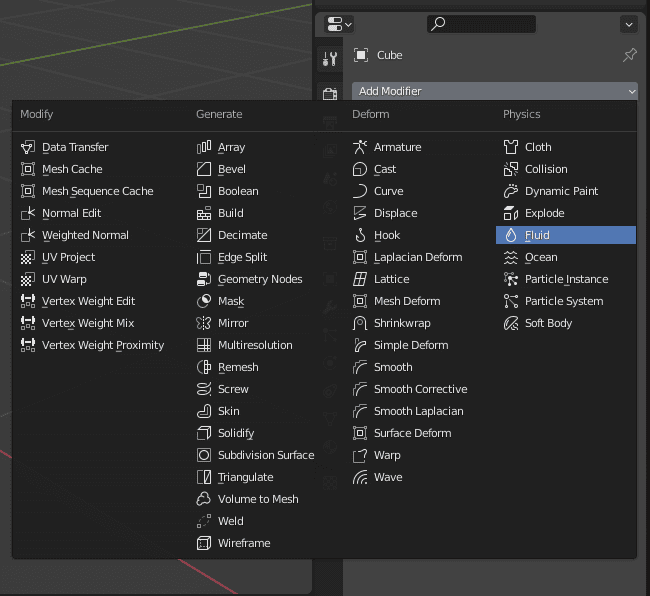 Cube
Add Modifier
Modify
Data Transfer
Mesh Cache
Mesh Sequence Cache
Normal Edit
Weighted Normal
UV Project
UV Warp
Vertex Weight Edit
Vertex Weight Mix
Vertex Weight Proximity
Generate
Array
Bevel
Boolean
Build
Decimate
Edge Split
Geometry Nodes
Mask
Mirror
Multiresolution
Remesh
Screw
Skin
Solidify
Subdivision Surface
Triangulate
Volume to Mesh
Weld
Wireframe
Deform
Armature
Cast
Curve
Displace
Hook
Laplacian Deform
Lattice
Mesh Deform
Shrinkwrap
Simple Deform
Smooth
Smooth Corrective
Smooth Laplacian
Surface Deform
Warp
Wave
Physics
Cloth
Collision
Dynamic Paint
Explode
Fluid
Ocean
Particle Instance
Particle System
Soft Body